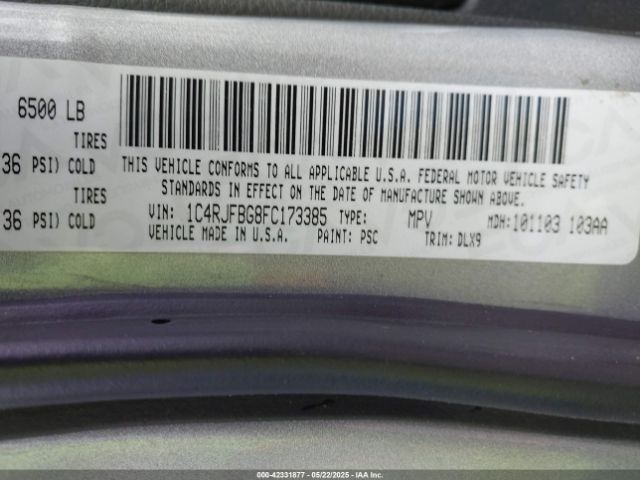 6500 LB
TIRES
36 PSI) COLD
TIRES
36 PSI) COLD
THIS VEHICLE CONFORMS TO ALL APPLICABLE U.S.A. FEDERAL MOTOR VEHICLE SAFETY
STANDARDS IN EFFECT ON THE DATE OF MANUFACTURE SHOWN ABOVE.
VIN: 1C4RJFBG8FC173385 TYPE: MPV MDH:101103 103AA
VEHICLE MADE IN U.S.A. PAINT: PSC TRIM: DLX9
000-42331877 - 05/22/2025 - IAA Inc.